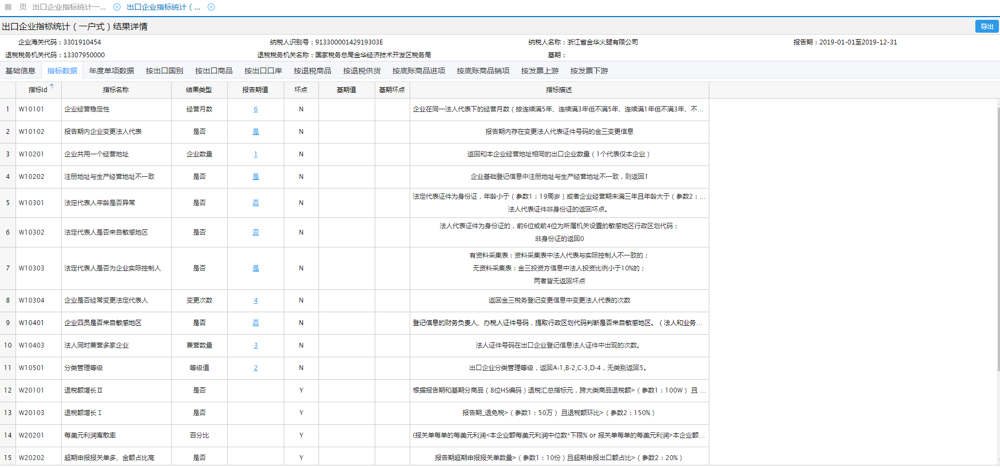 首 页 出口企业指标统计一... 出口企业指标统计（...
出口企业指标统计（一户式）结果详情 导出
企业海关代码：3301910454 纳税人识别号：91330000142919303E 纳税人名称：浙江省金华火腿有限公司 报告期：2019-01-01至2019-12-31
退税税务机关代码：13307950000 退税税务机关名称：国家税务总局金华经济技术开发区税务局 基期：
基础信息 指标数据 年度单项数据 按出口国别 按出口商品 按出口口岸 按退税商品 按退税供货 按底账商品进项 按底账商品销项 按发票上游 按发票下游
指标Id 指标名称 结果类型 报告期值 坏点 基期值 基期坏点 指标描述
1 W10101 企业经营稳定性 经营月数 6 N 企业在同一法人代表下的经营月数（按连续满5年、连续满3年但不满5年、连续满1年但不满3年、不...
2 W10102 报告期内企业变更法人代表 是否 是 N 报告期内存在变更法人代表证件号码的金三变更信息
3 W10201 企业共用一个经营地址 企业数量 1 N 返回和本企业经营地址相同的出口企业数量（1个代表仅本企业）
4 W10202 注册地址与生产经营地址不一致 是否 是 N 企业基础登记信息中注册地址与生产经营地址不一致，则返回1
5 W10301 法定代表人年龄是否异常 是否 否 N 法定代表证件为身份证，年龄小于（参数1：19周岁）或者企业经营期未满三年且年龄大于（参数2：...
法人代表证件非身份证的返回坏点。
6 W10302 法定代表人是否来自敏感地区 是否 否 N 法人代表证件为身份证的，前6位或前4位为所属机关设置的敏感地区行政区划代码；
非身份证的返回0
7 W10303 法定代表人是否为企业实际控制人 是否 是 N 有资料采集表：资料采集表中法人代表与实际控制人不一致的；
无资料采集表：金三投资方信息中法人投资比例小于10%的；
两者皆无返回坏点
8 W10304 企业是否经常变更法定代表人 变更次数 4 N 返回金三税务登记变更信息中变更法人代表的次数
9 W10401 企业四员是否来自敏感地区 是否 否 N 登记信息的财务负责人、办税人证件号码，提取行政区划代码判断是否来自敏感地区。（法人和业务...
10 W10403 法人同时兼营多家企业 兼营数量 3 N 法人证件号码在出口企业登记信息法人证件中出现的次数。
11 W10501 分类管理等级 等级值 2 N 出口企业分类管理等级，返回A-1,B-2,C-3,D-4，无类别返回5。
12 W20101 退税额增长Ⅱ 是否 Y 根据报告期和基期分商品（8位HS编码）退税汇总指标元，跨大类商品退税额>（参数1：100W） 且 ...
13 W20103 退税额增长Ⅰ 是否 Y 报告期_退免税>（参数1：50万） 且退税额环比>（参数2：150%）
14 W20201 每美元利润离散率 百分比 Y (报关单每单的每美元利润<本企业额每美元利润中位数*下限% or 报关单每单的每美元利润>本企业额...
15 W20202 超期申报报关单多、金额占比高 是否 Y 报告期超期申报报关单数量>（参数1：10份）且超期申报出口额占比>（参数2：20%）